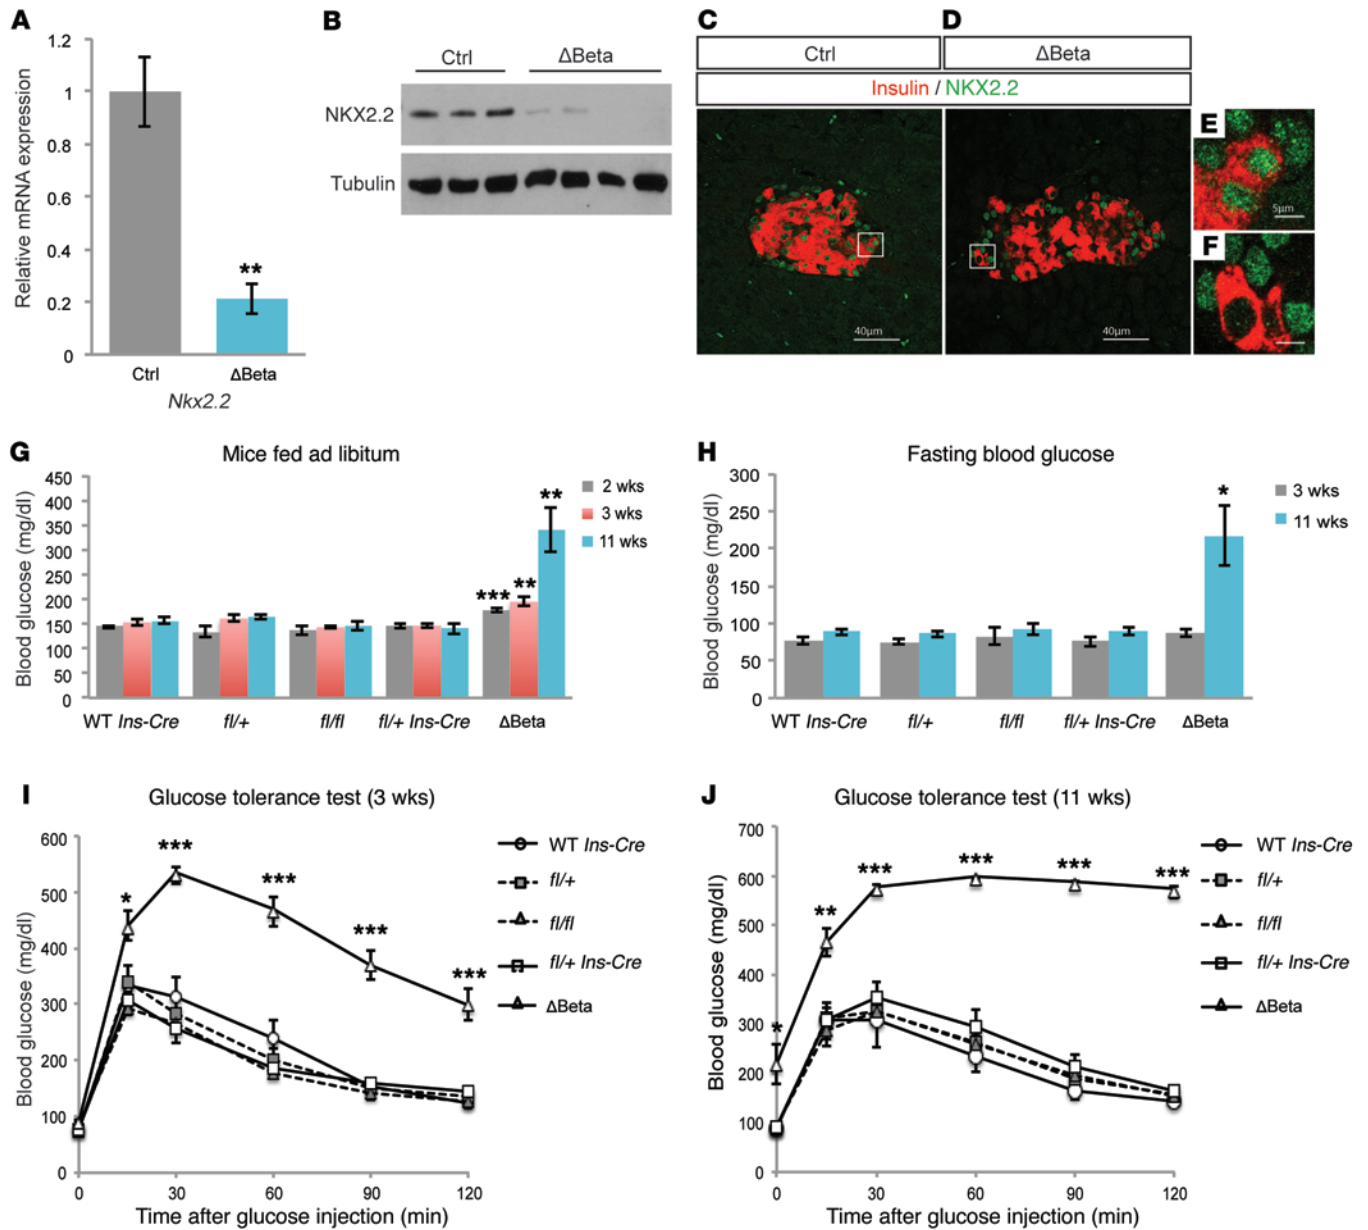 A
1.2
1
0.8
0.6
0.4
0.2
0
Relative mRNA expression
**
Ctrl
ΔBeta
Nkx2.2
B
Ctrl
ΔBeta
NKX2.2
Tubulin
C
D
Ctrl
ΔBeta
Insulin / NKX2.2
40μm
40μm
E
5μm
F
G
Mice fed ad libitum
450
400
350
300
250
200
150
100
50
0
Blood glucose (mg/dl)
***
**
**
2 wks
3 wks
11 wks
WT Ins-Cre
fl/+
fl/fl
fl/+ Ins-Cre
ΔBeta
H
Fasting blood glucose
300
250
200
150
100
50
0
Blood glucose (mg/dl)
*
3 wks
11 wks
WT Ins-Cre
fl/+
fl/fl
fl/+ Ins-Cre
ΔBeta
I
Glucose tolerance test (3 wks)
600
500
400
300
200
100
0
Blood glucose (mg/dl)
*
***
***
***
***
WT Ins-Cre
fl/+
fl/fl
fl/+ Ins-Cre
ΔBeta
0
30
60
90
120
Time after glucose injection (min)
J
Glucose tolerance test (11 wks)
700
600
500
400
300
200
100
0
Blood glucose (mg/dl)
*
**
***
***
***
***
WT Ins-Cre
fl/+
fl/fl
fl/+ Ins-Cre
ΔBeta
0
30
60
90
120
Time after glucose injection (min)